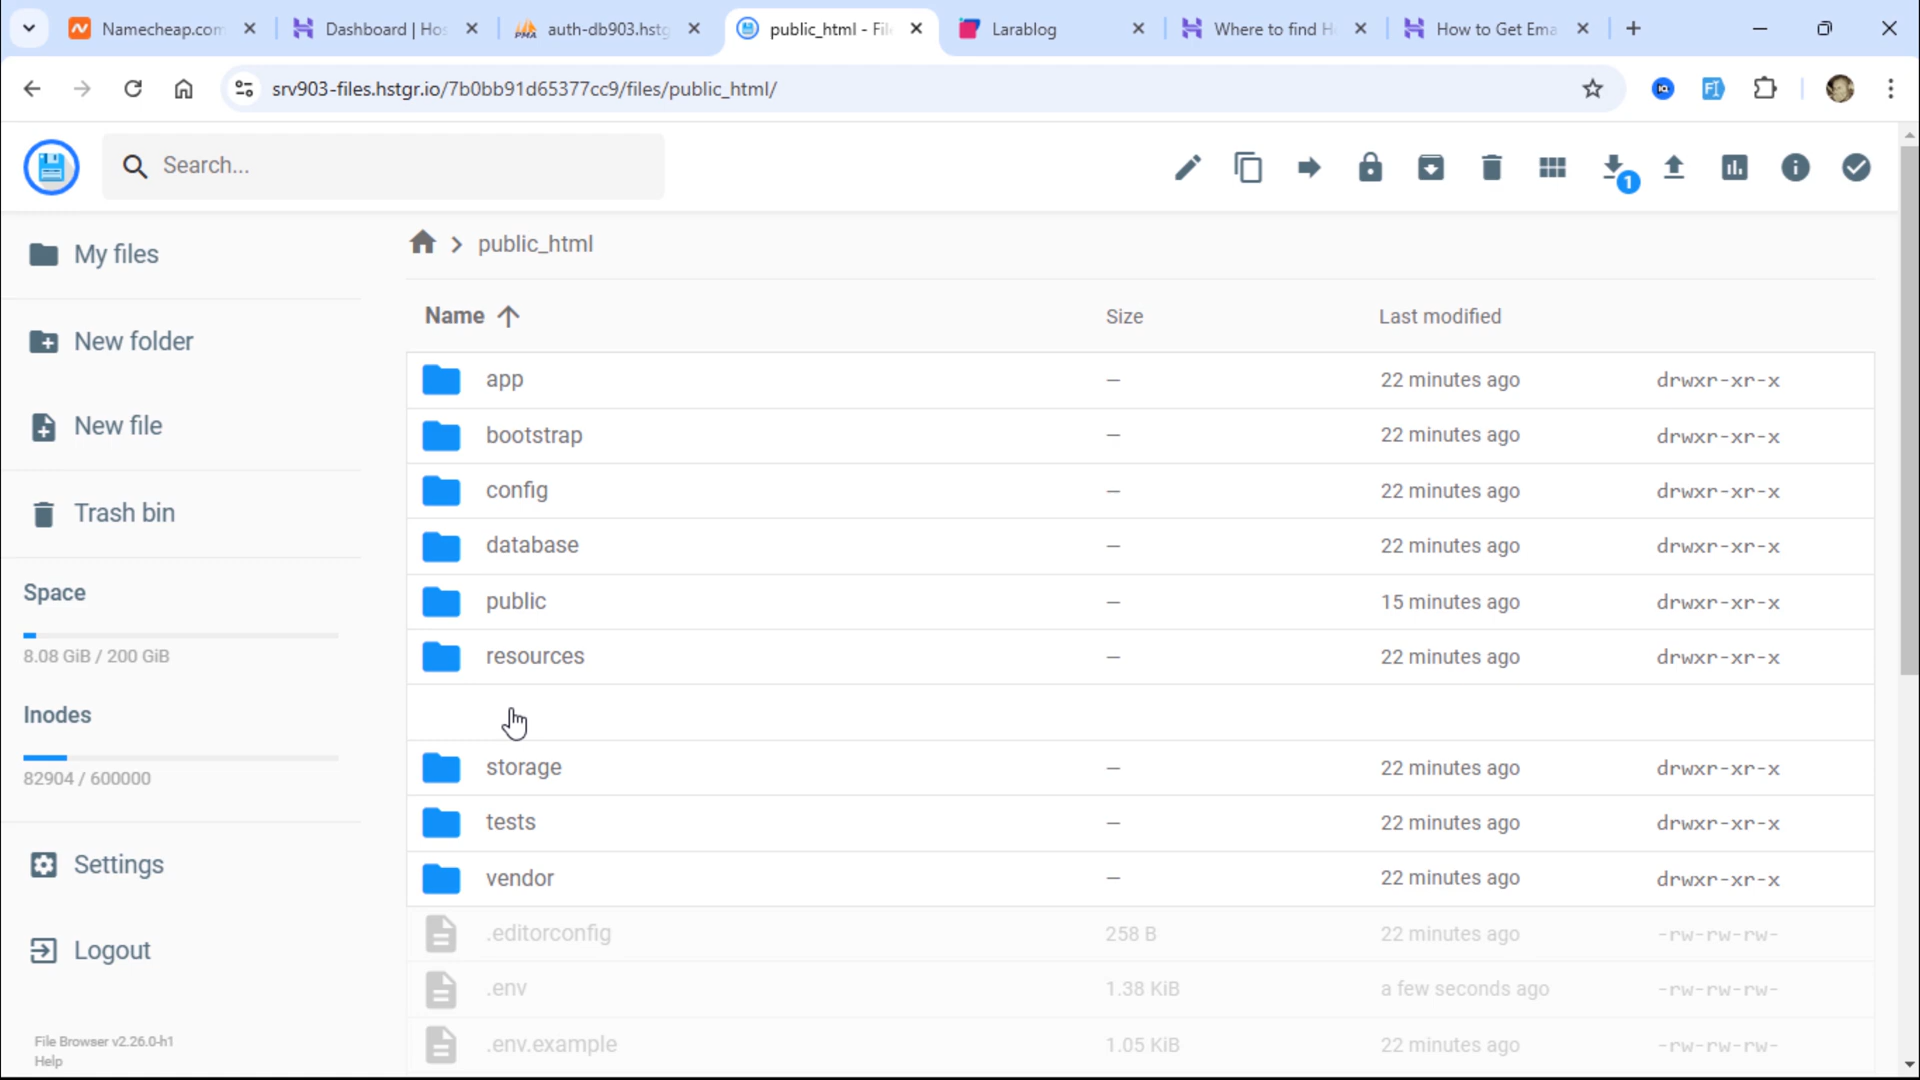 Namecheap.com
Dashboard | Hos
auth-db903.hstg
public_html - Fil
Larablog
Where to find H
How to Get Ema
srv903-files.hstgr.io/7b0bb91d65377cc9/files/public_html/
Search...
1
My files
New folder
New file
Trash bin
Space
8.08 GiB / 200 GiB
Inodes
82904 / 600000
Settings
Logout
File Browser v2.26.0-h1
Help
public_html
Name Size Last modified
app — 22 minutes ago drwxr-xr-x
bootstrap — 22 minutes ago drwxr-xr-x
config — 22 minutes ago drwxr-xr-x
database — 22 minutes ago drwxr-xr-x
public — 15 minutes ago drwxr-xr-x
resources — 22 minutes ago drwxr-xr-x
storage — 22 minutes ago drwxr-xr-x
tests — 22 minutes ago drwxr-xr-x
vendor — 22 minutes ago drwxr-xr-x
.editorconfig 258 B 22 minutes ago -rw-rw-rw-
.env 1.38 KiB a few seconds ago -rw-rw-rw-
.env.example 1.05 KiB 22 minutes ago -rw-rw-rw-